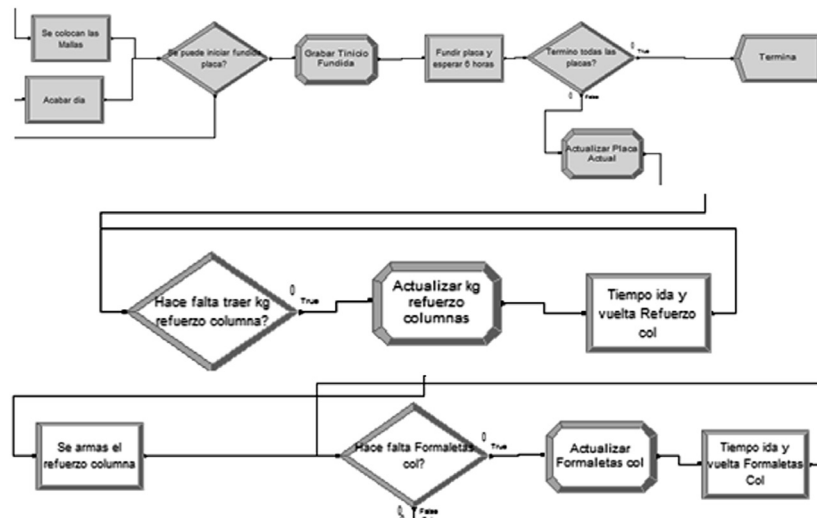 Se colocan las
Mallas
Se puede iniciar fundida
placa?
Grabar Tinicio
Fundida
Fundir placa y
esperar 6 horas
Termino todas las
placas?
0
True
Termina
Acabar dia
0
False
Actualizar Placa
Actual
Hace falta traer kg
refuerzo columna?
0
True
Actualizar kg
refuerzo
columnas
Tiempo ida y
vuelta Refuerzo
col
Se armas el
refuerzo columna
Hace falta Formaletas
col?
0
True
Actualizar
Formaletas col
Tiempo ida y
vuelta Formaletas
Col
0
False